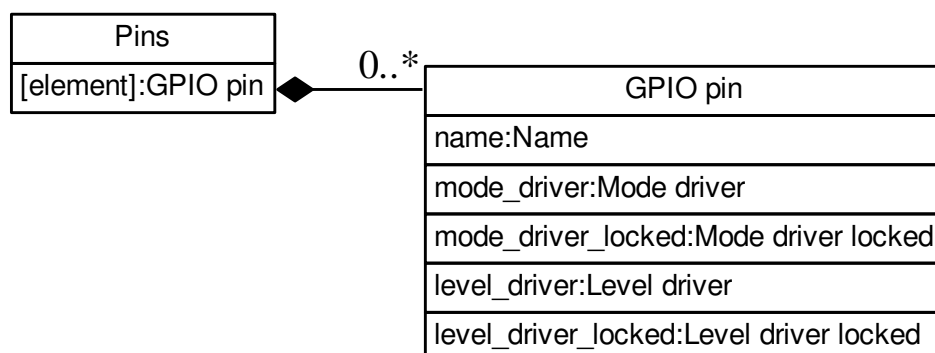 Pins
[element]:GPIO pin
0..*
GPIO pin
name:Name
mode_driver:Mode driver
mode_driver_locked:Mode driver locked
level_driver:Level driver
level_driver_locked:Level driver locked